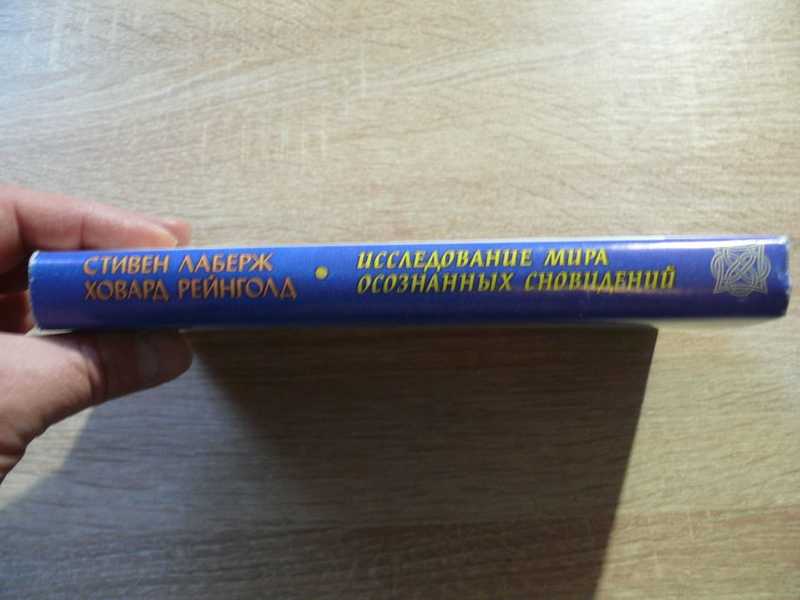 СТИВЕН ЛАБЕРЖ
ХОВАРД РЕЙНГОЛД
ИССЛЕДОВАНИЕ МИРА
ОСОЗНАННЫХ СНОВИДЕНИЙ